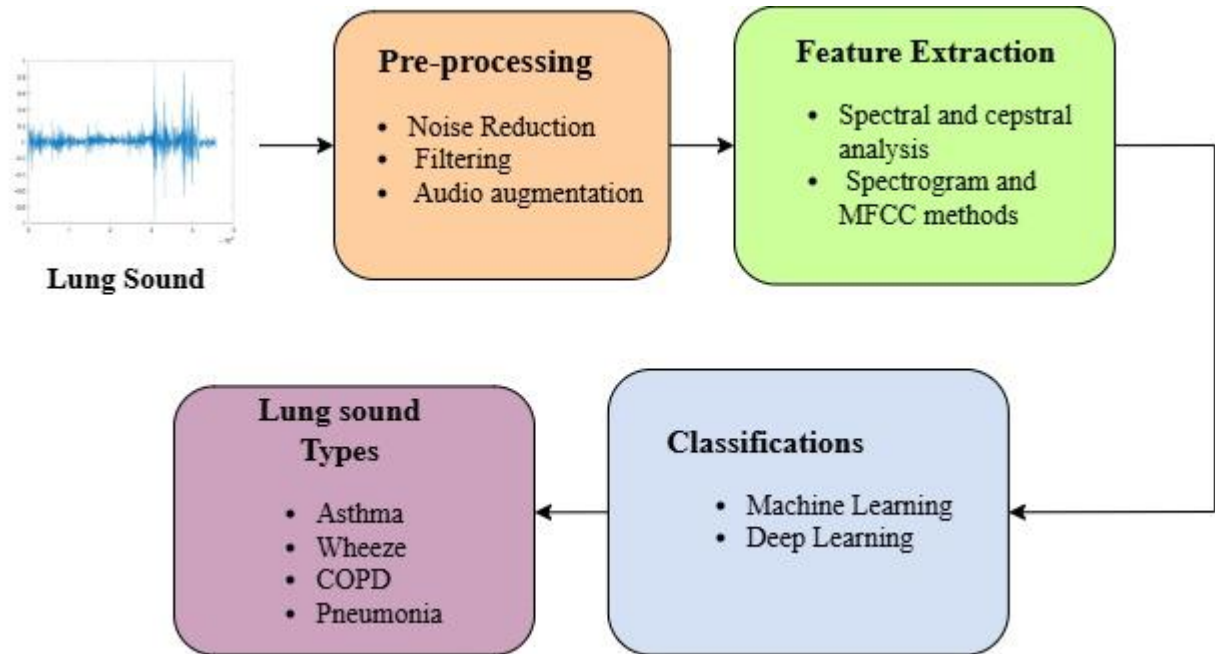 Lung Sound
Pre-processing
• Noise Reduction
• Filtering
• Audio augmentation
Feature Extraction
• Spectral and cepstral
analysis
• Spectrogram and
MFCC methods
Classifications
• Machine Learning
• Deep Learning
Lung sound
Types
• Asthma
• Wheeze
• COPD
• Pneumonia